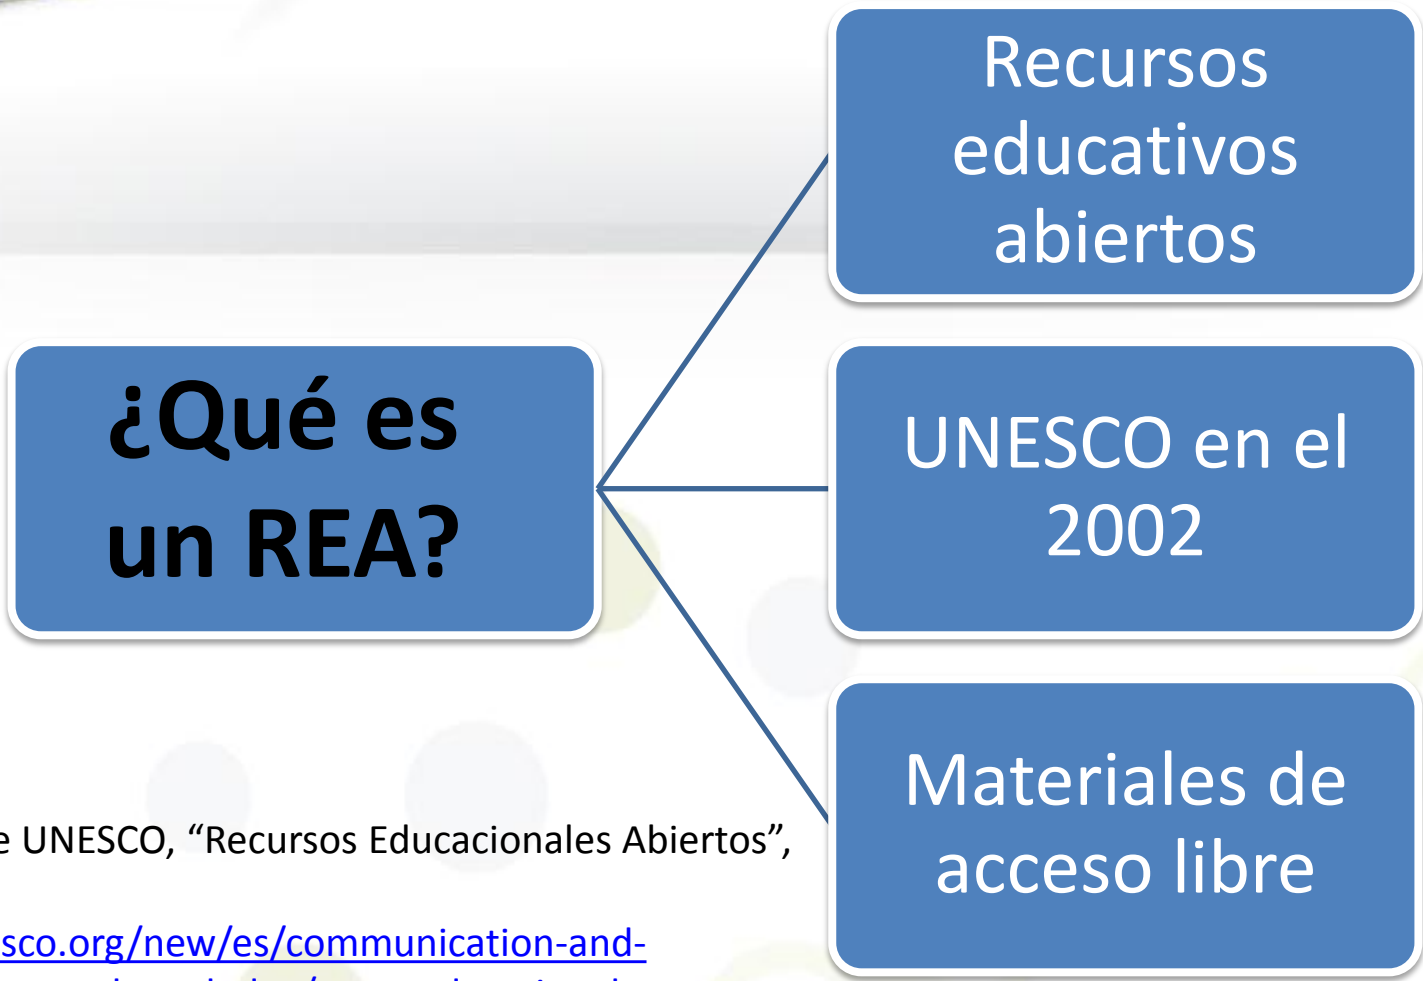 ¿Qué es
un REA?
Recursos
educativos
abiertos
UNESCO en el
2002
Materiales de
acceso libre
UNESCO, “Recursos Educacionales Abiertos”,
sco.org/new/es/communication-and-